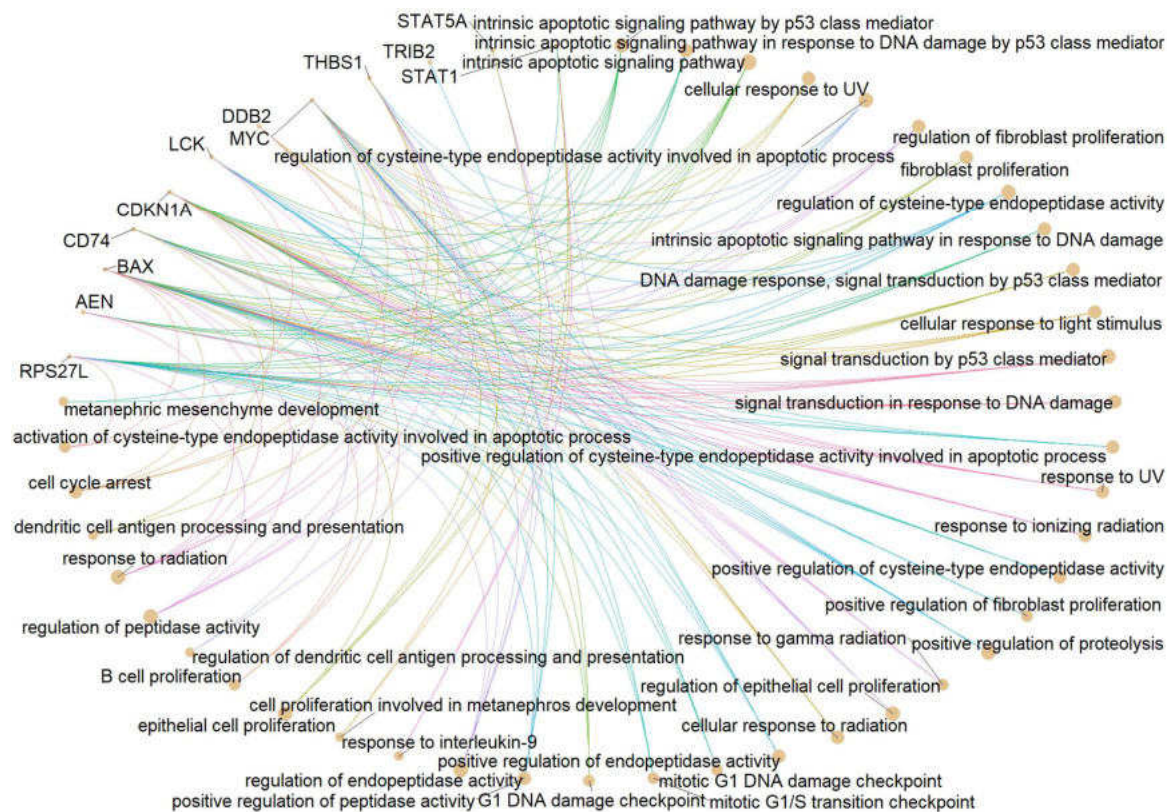 STAT5A
intrinsic apoptotic signaling pathway by p53 class mediator
TRIB2
intrinsic apoptotic signaling pathway in response to DNA damage by p53 class mediator
THBS1
STAT1
intrinsic apoptotic signaling pathway
cellular response to UV
DDB2
MYC
LCK
regulation of cysteine-type endopeptidase activity involved in apoptotic process
regulation of fibroblast proliferation
fibroblast proliferation
CDKN1A
regulation of cysteine-type endopeptidase activity
CD74
intrinsic apoptotic signaling pathway in response to DNA damage
BAX
DNA damage response, signal transduction by p53 class mediator
AEN
cellular response to light stimulus
signal transduction by p53 class mediator
RPS27L
signal transduction in response to DNA damage
metanephric mesenchyme development
activation of cysteine-type endopeptidase activity involved in apoptotic process
positive regulation of cysteine-type endopeptidase activity involved in apoptotic process
response to UV
cell cycle arrest
dendritic cell antigen processing and presentation
response to ionizing radiation
response to radiation
positive regulation of cysteine-type endopeptidase activity
positive regulation of fibroblast proliferation
regulation of peptidase activity
response to gamma radiation
positive regulation of proteolysis
regulation of dendritic cell antigen processing and presentation
B cell proliferation
regulation of epithelial cell proliferation
cell proliferation involved in metanephros development
epithelial cell proliferation
cellular response to radiation
response to interleukin-9
positive regulation of endopeptidase activity
regulation of endopeptidase activity
mitotic G1 DNA damage checkpoint
positive regulation of peptidase activity
G1 DNA damage checkpoint
mitotic G1/S transition checkpoint